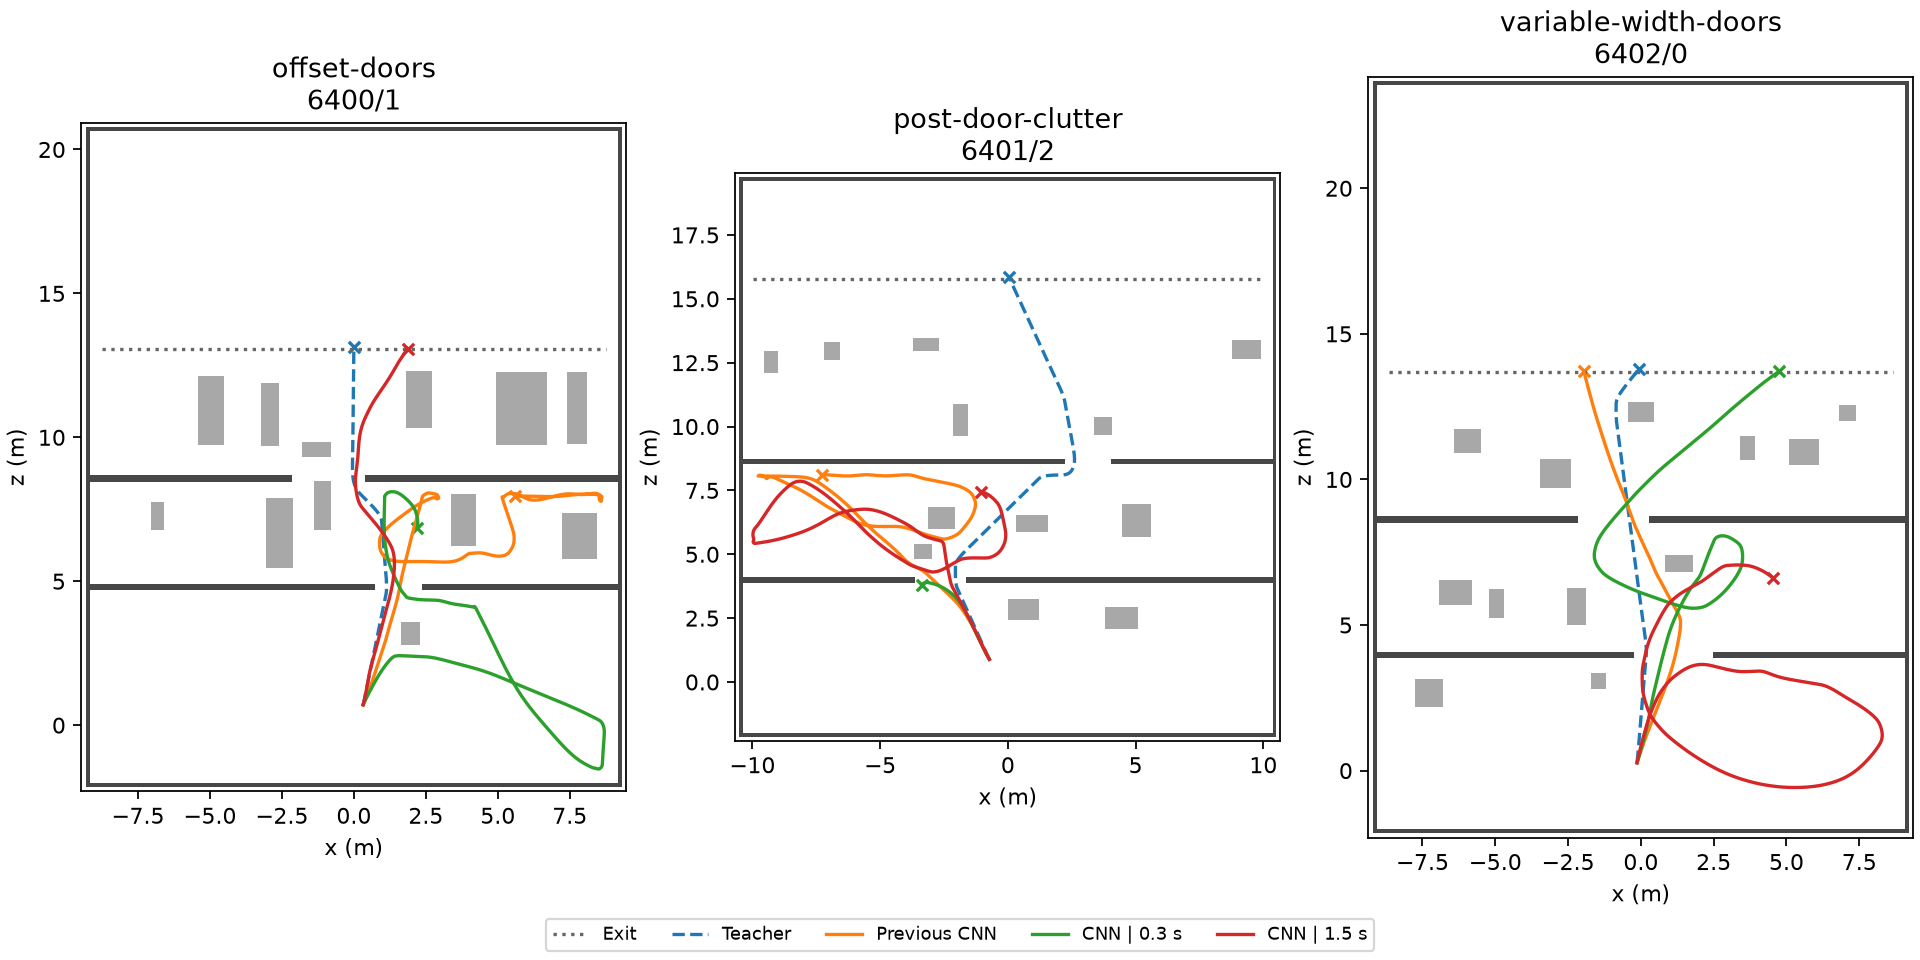 offset-doors
6400/1
z (m)
20
15
10
5
0
−7.5 −5.0 −2.5 0.0 2.5 5.0 7.5
x (m)
post-door-clutter
6401/2
z (m)
17.5
15.0
12.5
10.0
7.5
5.0
2.5
0.0
−10 −5 0 5 10
x (m)
variable-width-doors
6402/0
z (m)
20
15
10
5
0
−7.5 −5.0 −2.5 0.0 2.5 5.0 7.5
x (m)
Exit Teacher Previous CNN CNN | 0.3 s CNN | 1.5 s